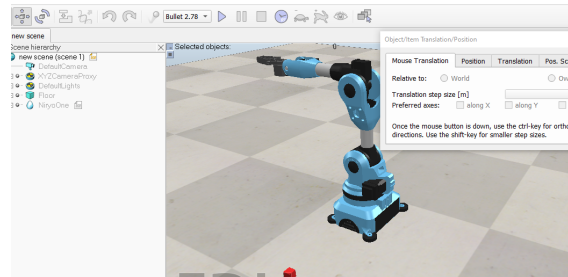 Bullet 2.78
new scene
Scene hierarchy
Selected objects:
0
new scene (scene 1)
DefaultCamera
XYZCameraProxy
DefaultLights
Floor
NiryoOne
Object/Item Translation/Position
Mouse Translation Position Translation Pos. Sc
Relative to: World Ow
Translation step size [m]
Preferred axes: along X along Y
Once the mouse button is down, use the ctrl-key for ortho
directions. Use the shift-key for smaller step sizes.